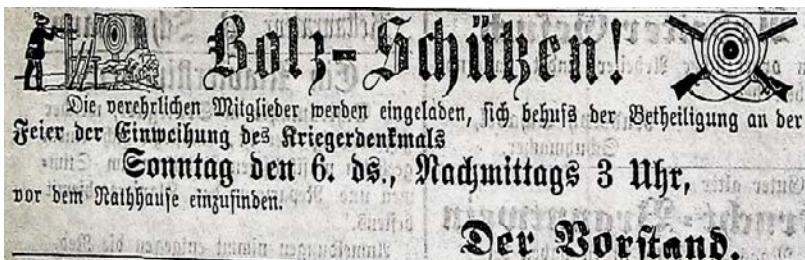 Bolz-Schützen!
Die verehrlichen Mitglieder werden eingeladen, sich behufs der Betheiligung an der
Feier der Einweihung des Kriegerdenkmals
Sonntag den 6. ds., Nachmittags 3 Uhr,
vor dem Rathhause einzufinden.
Der Vorstand.